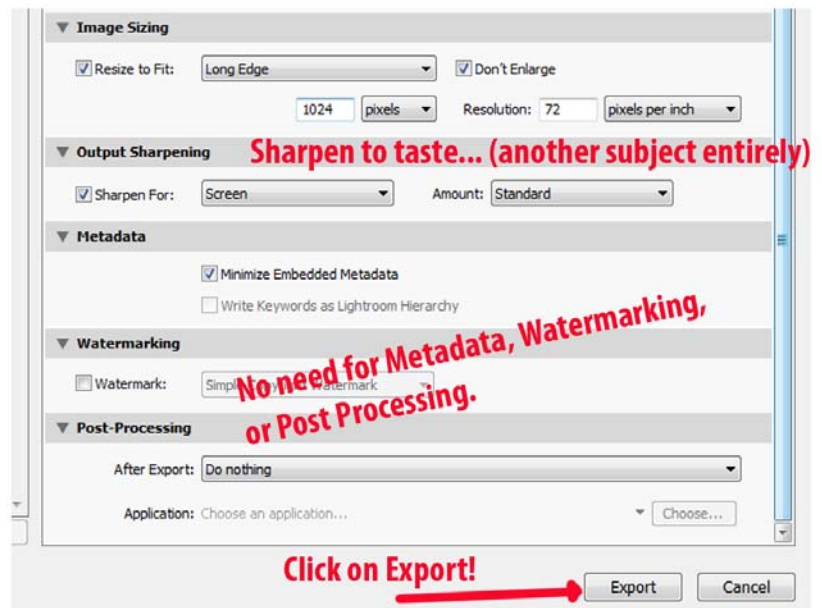 Image Sizing
Resize to Fit: Long Edge Don't Enlarge
1024 pixels Resolution: 72 pixels per inch
Output Sharpening Sharpen to taste... (another subject entirely)
Sharpen For: Screen Amount: Standard
Metadata
Minimize Embedded Metadata
Write Keywords as Lightroom Hierarchy
No need for Metadata, Watermarking,
or Post Processing.
Watermarking
Watermark: Watermark
Post-Processing
After Export: Do nothing
Application: Choose an application... Choose...
Click on Export!
Export Cancel